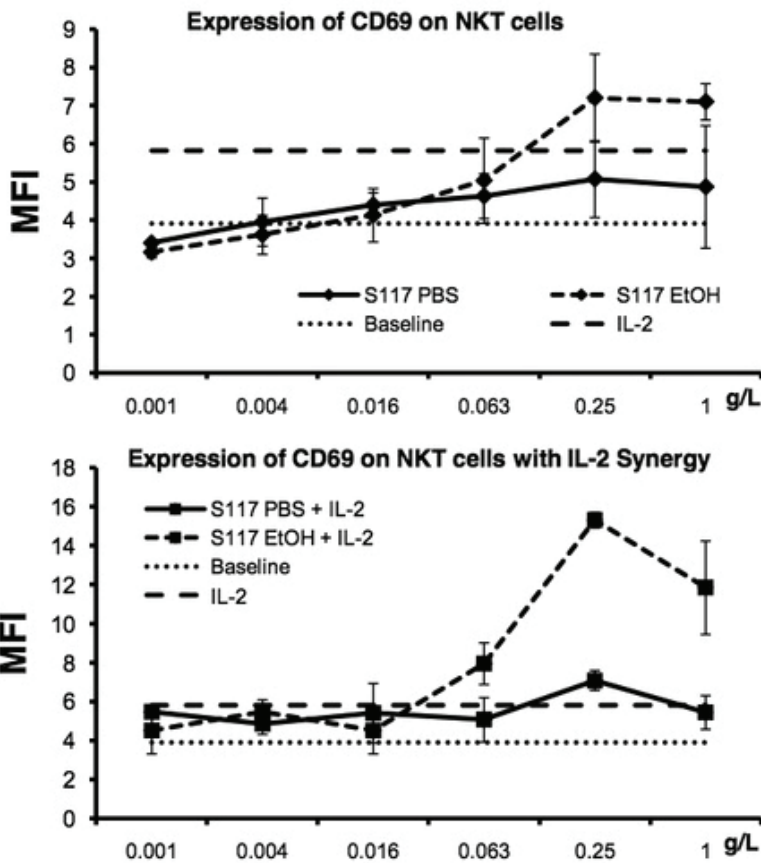 Expression of CD69 on NKT cells
9
8
7
6
5
4
3
2
1
0
MFI
S117 PBS
S117 EtOH
Baseline
IL-2
0.001 0.004 0.016 0.063 0.25 1 g/L
Expression of CD69 on NKT cells with IL-2 Synergy
18
16
14
12
10
8
6
4
2
0
MFI
S117 PBS + IL-2
S117 EtOH + IL-2
Baseline
IL-2
0.001 0.004 0.016 0.063 0.25 1 g/L